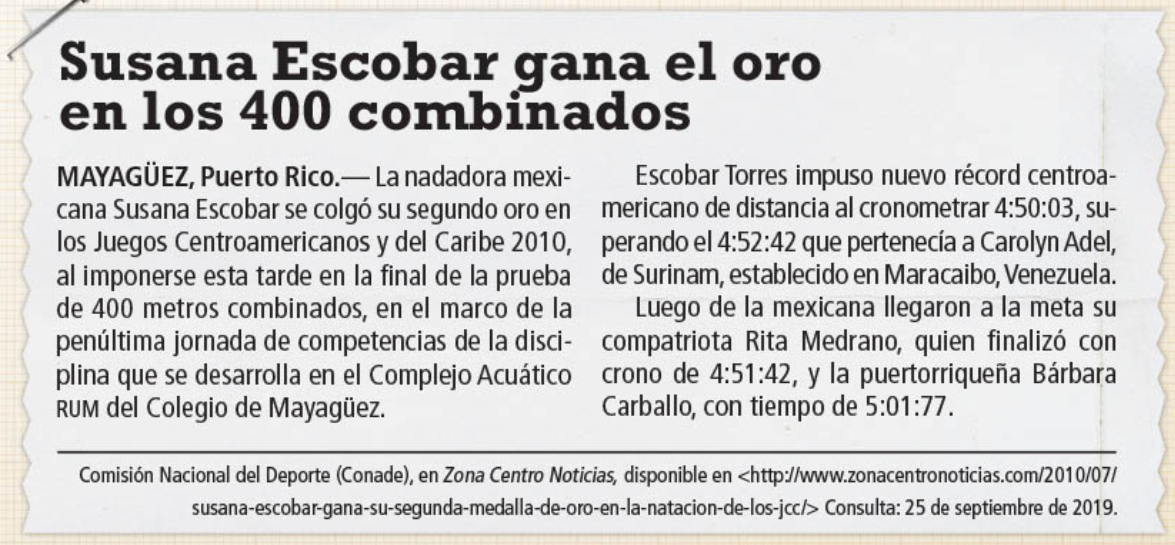 Susana Escobar gana el oro
en los 400 combinados
MAYAGÜEZ, Puerto Rico.— La nadadora mexi-
cana Susana Escobar se colgó su segundo oro en
los Juegos Centroamericanos y del Caribe 2010,
al imponerse esta tarde en la final de la prueba
de 400 metros combinados, en el marco de la
penúltima jornada de competencias de la disci-
plina que se desarrolla en el Complejo Acuático
RUM del Colegio de Mayagüez.
Escobar Torres impuso nuevo récord centroa-
mericano de distancia al cronometrar 4:50:03, su-
perando el 4:52:42 que pertenecía a Carolyn Adel,
de Surinam, establecido en Maracaibo, Venezuela.
Luego de la mexicana llegaron a la meta su
compatriota Rita Medrano, quien finalizó con
crono de 4:51:42, y la puertorriqueña Bárbara
Carballo, con tiempo de 5:01:77.
Comisión Nacional del Deporte (Conade), en Zona Centro Noticias, disponible en <http://www.zonacentronoticias.com/2010/07/
susana-escobar-gana-su-segunda-medalla-de-oro-en-la-natacion-de-los-jcc/> Consulta: 25 de septiembre de 2019.